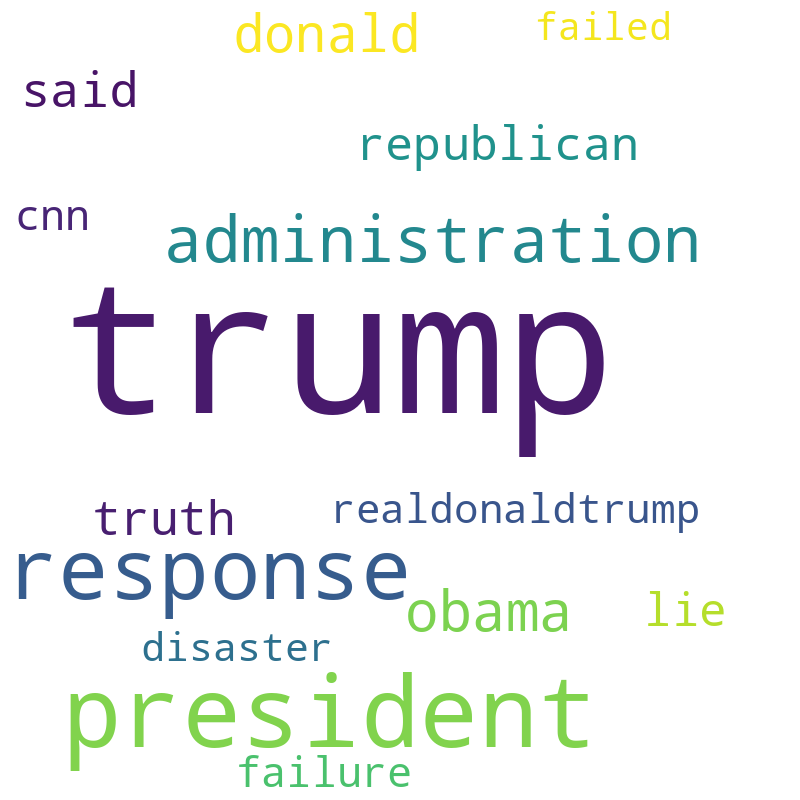 donald
failed
said
republican
cnn
administration
trump
truth
realdonaldtrump
response
obama
lie
disaster
president
failure